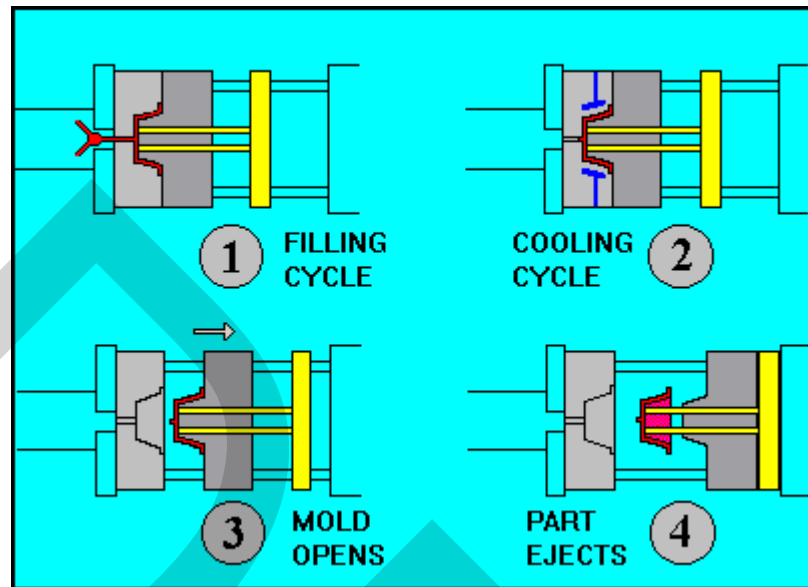 1
FILLING
CYCLE
COOLING
CYCLE
2
3
MOLD
OPENS
PART
EJECTS
4